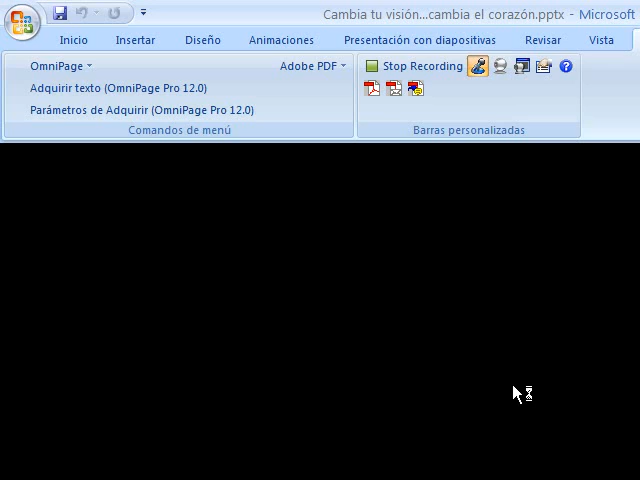 Cambia tu visión...cambia el corazón.pptx - Microsoft
Inicio Insertar Diseño Animaciones Presentación con diapositivas Revisar Vista
OmniPage Adobe PDF
Adquirir texto (OmniPage Pro 12.0)
Parámetros de Adquirir (OmniPage Pro 12.0)
Comandos de menú
Stop Recording
Barras personalizadas